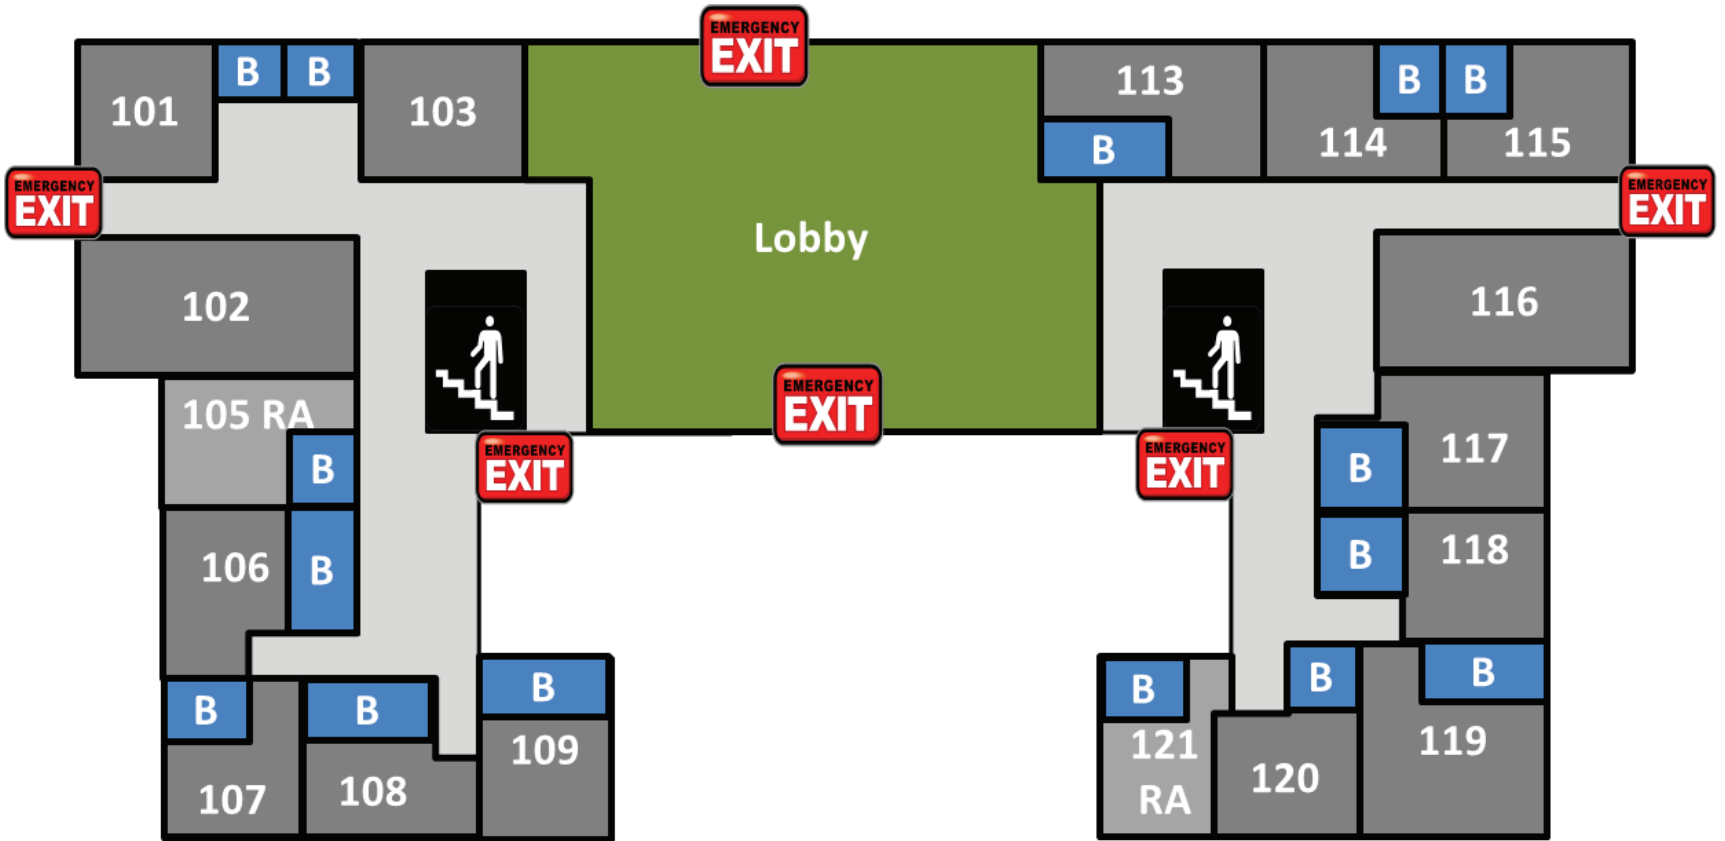 EMERGENCY
EXIT
B
B
101
103
113
B
B
B
114
115
EMERGENCY
EXIT
EMERGENCY
EXIT
Lobby
102
116
105 RA
EMERGENCY
EXIT
B
EMERGENCY
EXIT
EMERGENCY
EXIT
B
117
106
B
B
118
B
B
109
B
B
B
107
108
121
RA
120
119
B